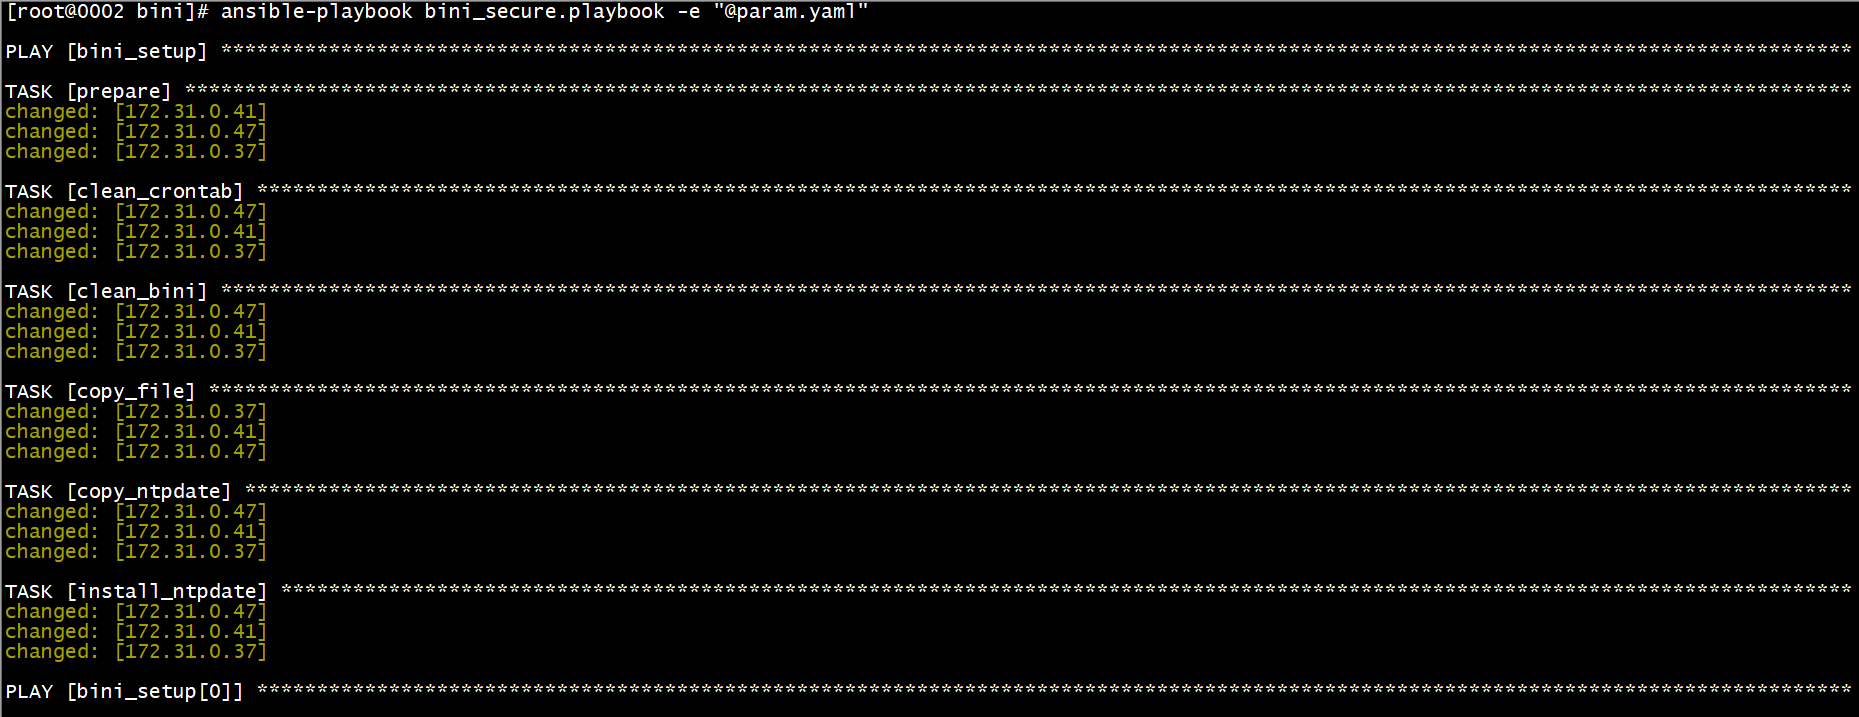 [root@0002 bini]# ansible-playbook bini_secure.playbook -e "@param.yaml"
PLAY [bini_setup] ****************************************************************************************************************************************
TASK [prepare] *******************************************************************************************************************************************
changed: [172.31.0.41]
changed: [172.31.0.47]
changed: [172.31.0.37]
TASK [clean_crontab] *************************************************************************************************************************************
changed: [172.31.0.47]
changed: [172.31.0.41]
changed: [172.31.0.37]
TASK [clean_bini] ****************************************************************************************************************************************
changed: [172.31.0.47]
changed: [172.31.0.41]
changed: [172.31.0.37]
TASK [copy_file] *****************************************************************************************************************************************
changed: [172.31.0.37]
changed: [172.31.0.41]
changed: [172.31.0.47]
TASK [copy_ntpdate] **************************************************************************************************************************************
changed: [172.31.0.47]
changed: [172.31.0.41]
changed: [172.31.0.37]
TASK [install_ntpdate] ***********************************************************************************************************************************
changed: [172.31.0.47]
changed: [172.31.0.41]
changed: [172.31.0.37]
PLAY [bini_setup[0]] *************************************************************************************************************************************